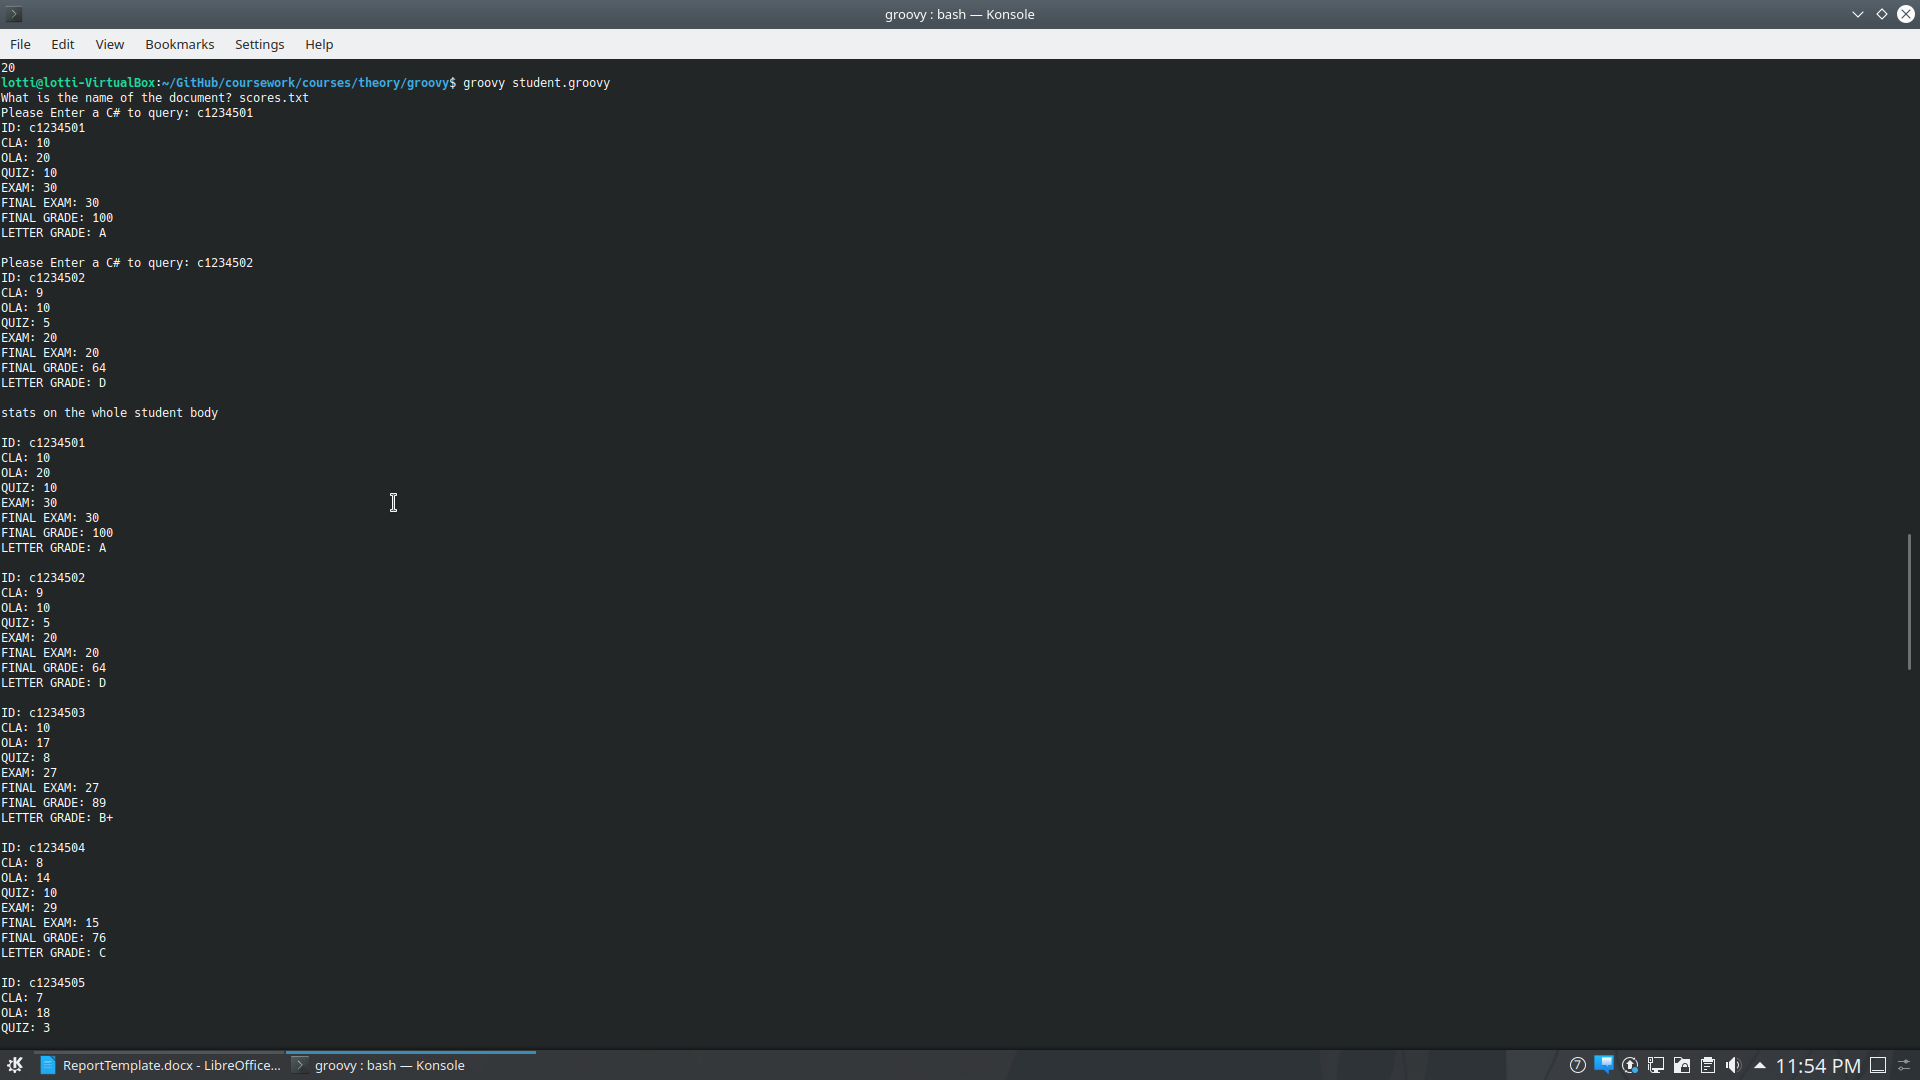 groovy : bash — Konsole
File Edit View Bookmarks Settings Help
20
lotti@lotti-VirtualBox:~/GitHub/coursework/courses/theory/groovy$ groovy student.groovy
What is the name of the document? scores.txt
Please Enter a C# to query: c1234501
ID: c1234501
CLA: 10
OLA: 20
QUIZ: 10
EXAM: 30
FINAL EXAM: 30
FINAL GRADE: 100
LETTER GRADE: A
Please Enter a C# to query: c1234502
ID: c1234502
CLA: 9
OLA: 10
QUIZ: 5
EXAM: 20
FINAL EXAM: 20
FINAL GRADE: 64
LETTER GRADE: D
stats on the whole student body
ID: c1234501
CLA: 10
OLA: 20
QUIZ: 10
EXAM: 30
FINAL EXAM: 30
FINAL GRADE: 100
LETTER GRADE: A
ID: c1234502
CLA: 9
OLA: 10
QUIZ: 5
EXAM: 20
FINAL EXAM: 20
FINAL GRADE: 64
LETTER GRADE: D
ID: c1234503
CLA: 10
OLA: 17
QUIZ: 8
EXAM: 27
FINAL EXAM: 27
FINAL GRADE: 89
LETTER GRADE: B+
ID: c1234504
CLA: 8
OLA: 14
QUIZ: 10
EXAM: 29
FINAL EXAM: 15
FINAL GRADE: 76
LETTER GRADE: C
ID: c1234505
CLA: 7
OLA: 18
QUIZ: 3
ReportTemplate.docx - LibreOffice... groovy : bash — Konsole 7 11:54 PM